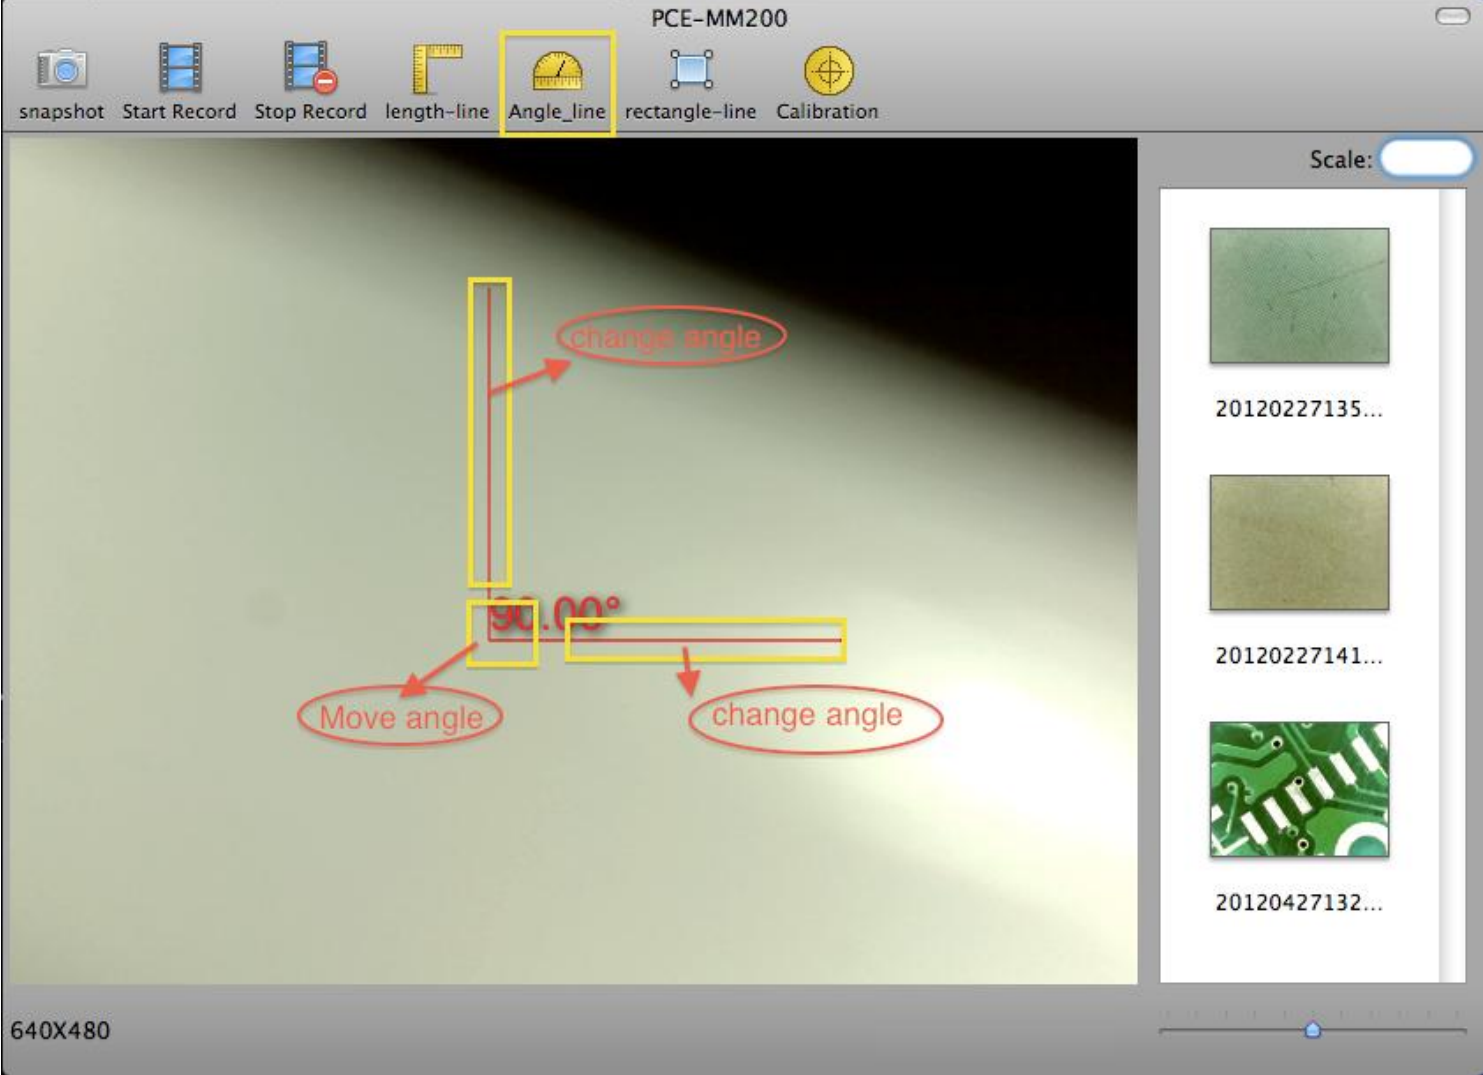 PCE-MM200
snapshot Start Record Stop Record length-line Angle_line rectangle-line Calibration
Scale:
change angle
20120227135...
90.00°
20120227141...
Move angle
change angle
20120427132...
640X480